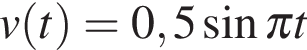 v(t) = 0,5 sin πt